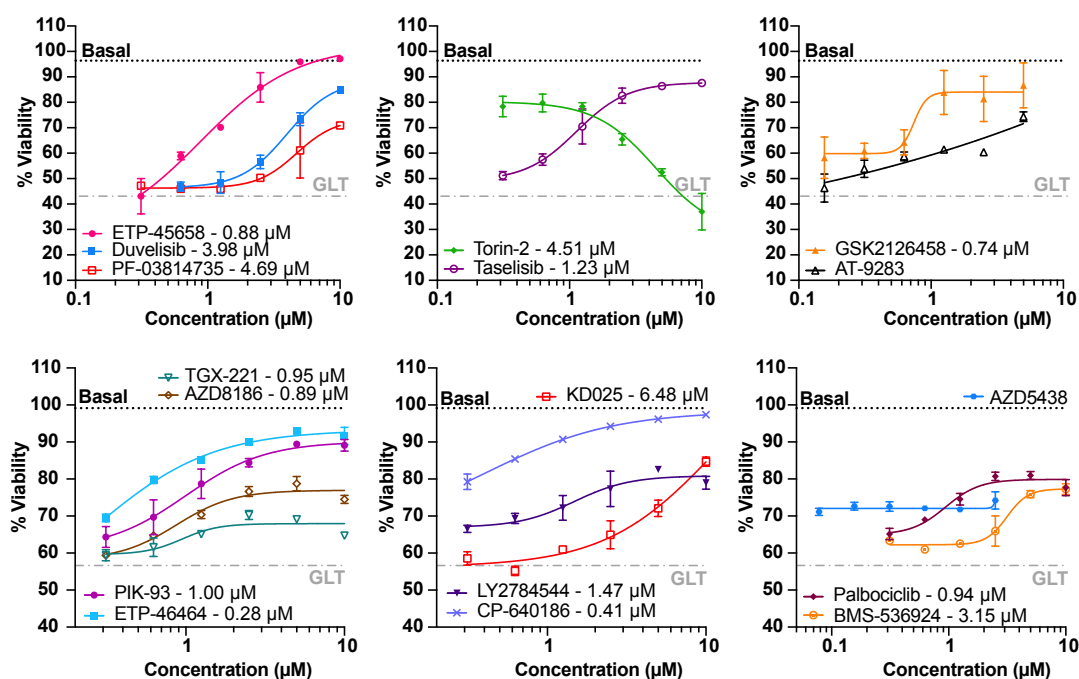 110
100
90
80
70
60
50
40
30
20
10
% Viability
Basal
GLT
ETP-45658 - 0.88 µM
Duvelisib - 3.98 µM
PF-03814735 - 4.69 µM
0.1
1
10
Concentration (µM)
110
100
90
80
70
60
50
40
30
20
10
% Viability
Basal
GLT
Torin-2 - 4.51 µM
Taselisib - 1.23 µM
0.1
1
10
Concentration (µM)
110
100
90
80
70
60
50
40
30
20
10
% Viability
Basal
GLT
GSK2126458 - 0.74 µM
AT-9283
0.1
1
10
Concentration (µM)
110
100
90
80
70
60
50
40
% Viability
TGX-221 - 0.95 µM
Basal
AZD8186 - 0.89 µM
GLT
PIK-93 - 1.00 µM
ETP-46464 - 0.28 µM
1
10
Concentration (µM)
110
100
90
80
70
60
50
40
% Viability
Basal
KD025 - 6.48 µM
GLT
LY2784544 - 1.47 µM
CP-640186 - 0.41 µM
1
10
Concentration (µM)
110
100
90
80
70
60
50
40
% Viability
Basal
AZD5438
GLT
Palbociclib - 0.94 µM
BMS-536924 - 3.15 µM
0.1
1
10
Concentration (µM)